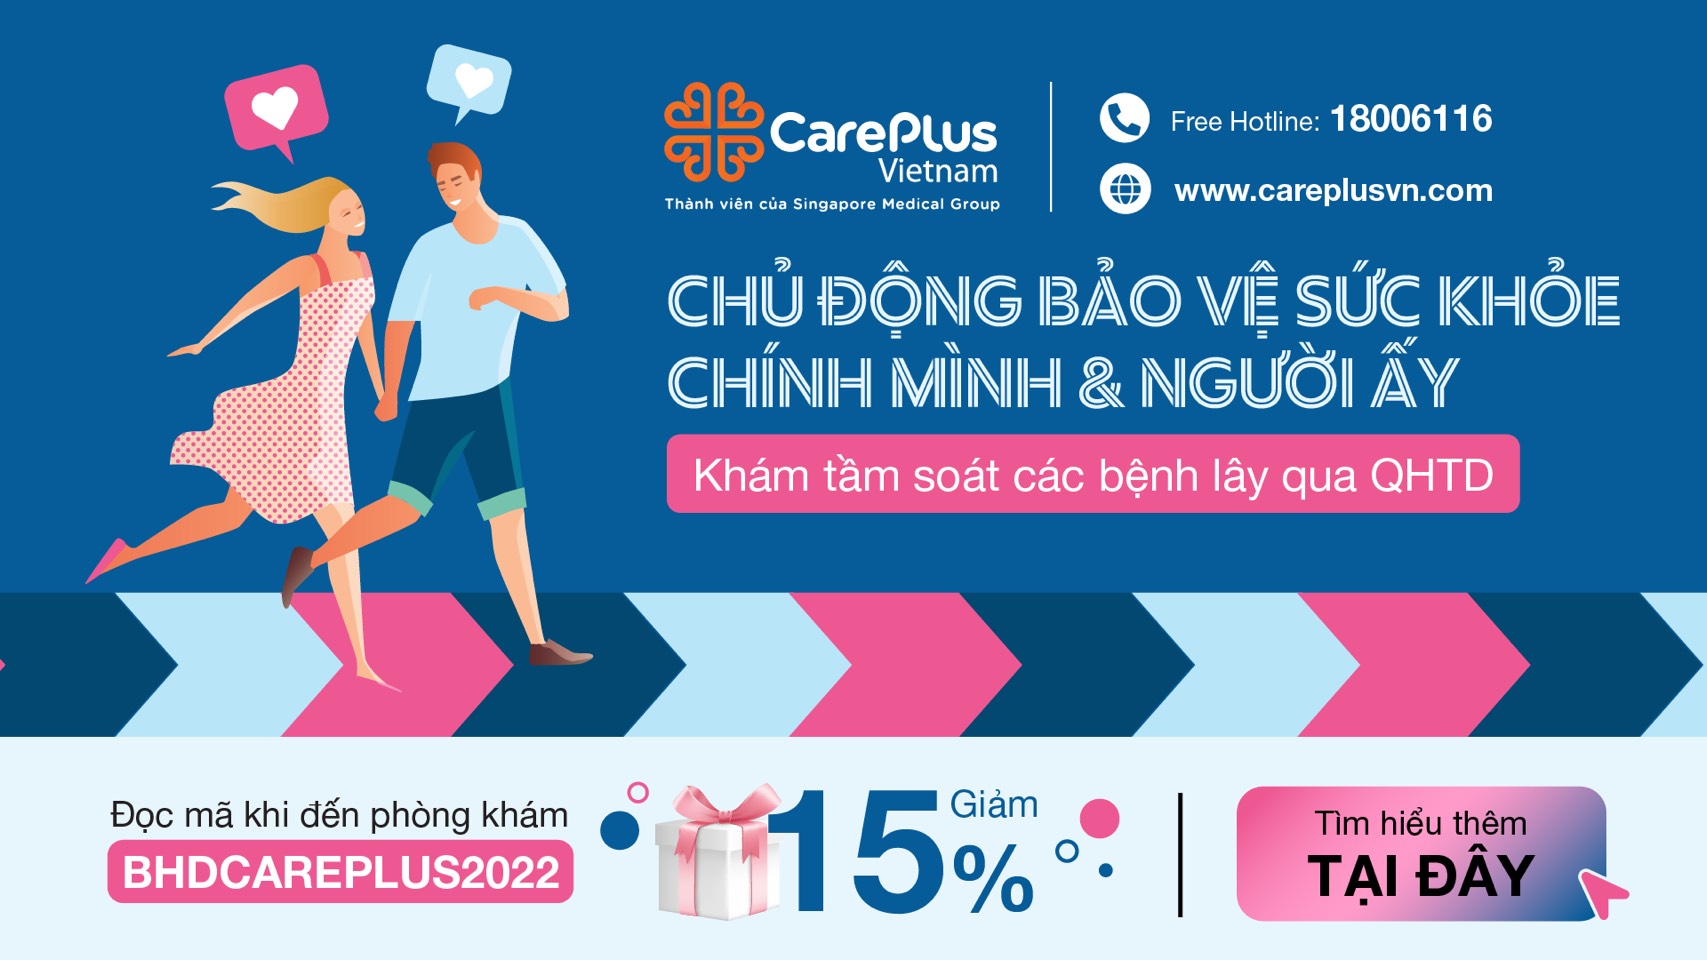 CarePlus
Vietnam
Thành viên của Singapore Medical Group
Free Hotline: 18006116
www.careplusvn.com
CHỦ ĐỘNG BẢO VỆ SỨC KHỎE
CHÍNH MÌNH & NGƯỜI ẤY
Khám tầm soát các bệnh lây qua QHTD
Đọc mã khi đến phòng khám
BHDCAREPLUS2022
Giảm
15%
Tìm hiểu thêm
TẠI ĐÂY